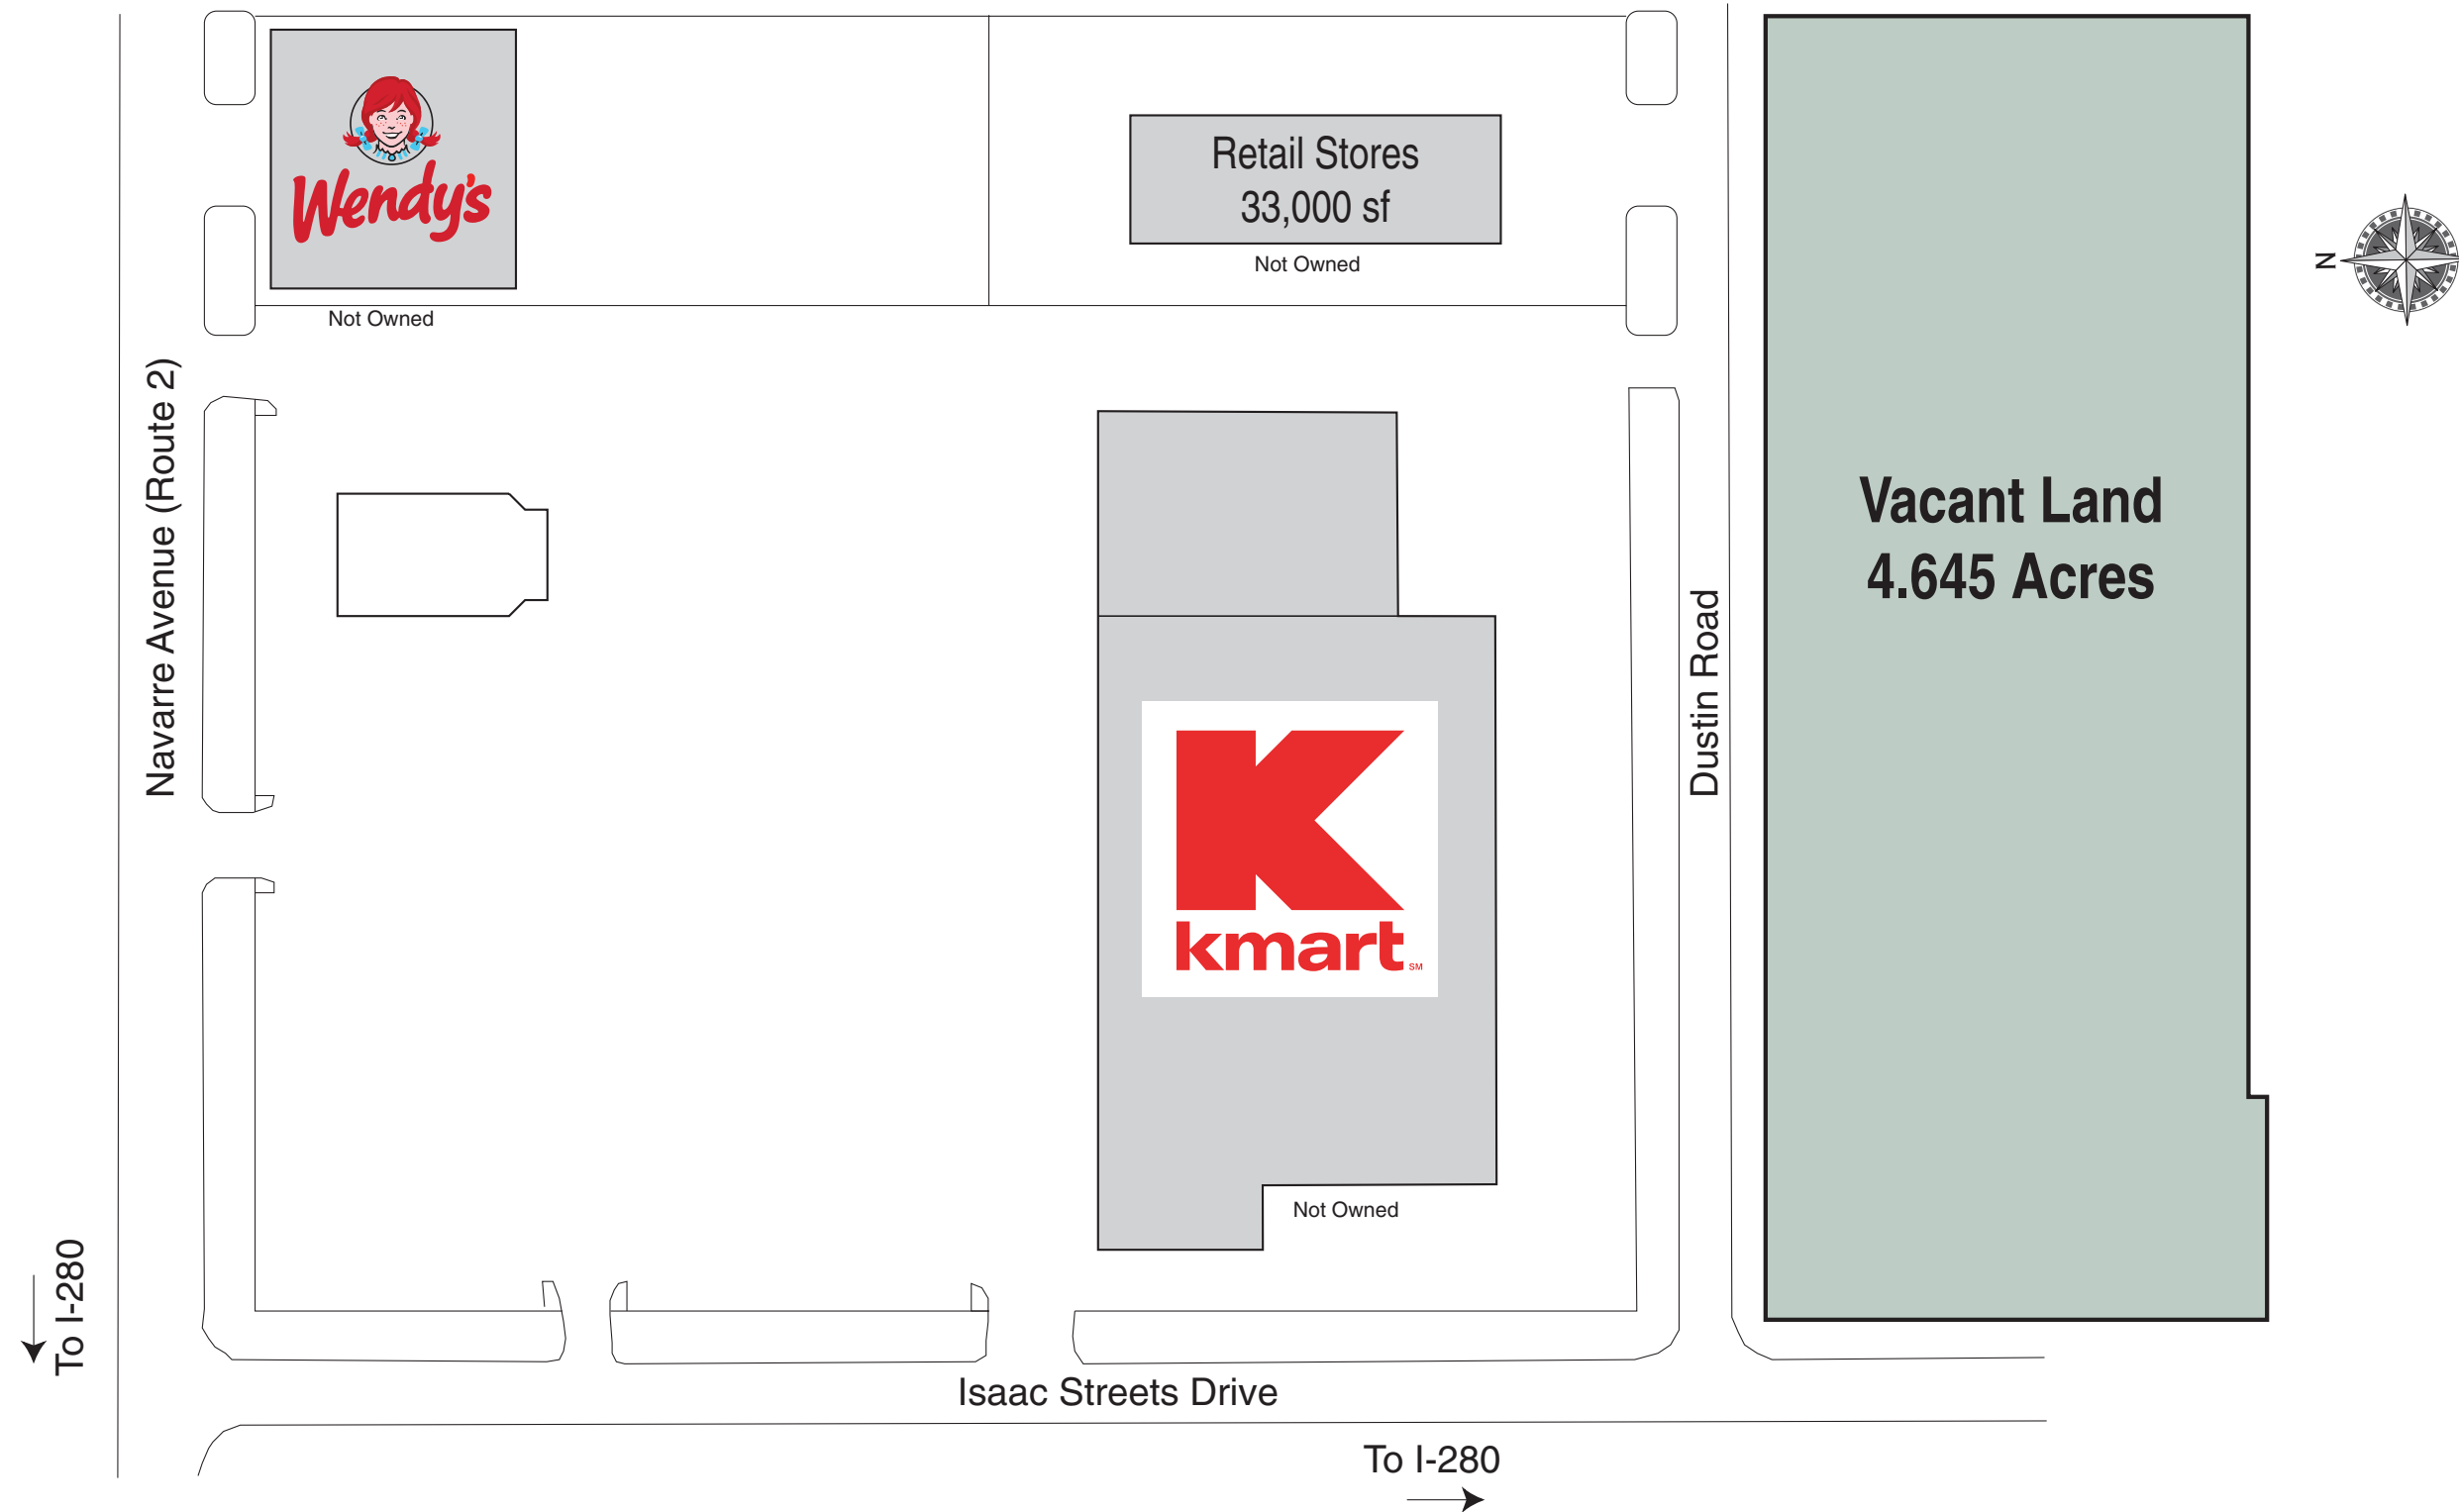 Wendy's
Not Owned
Retail Stores
33,000 sf
Not Owned
N
Navarre Avenue (Route 2)
Vacant Land
4.645 Acres
Dustin Road
K
kmart SM
Not Owned
To I-280
Isaac Streets Drive
To I-280